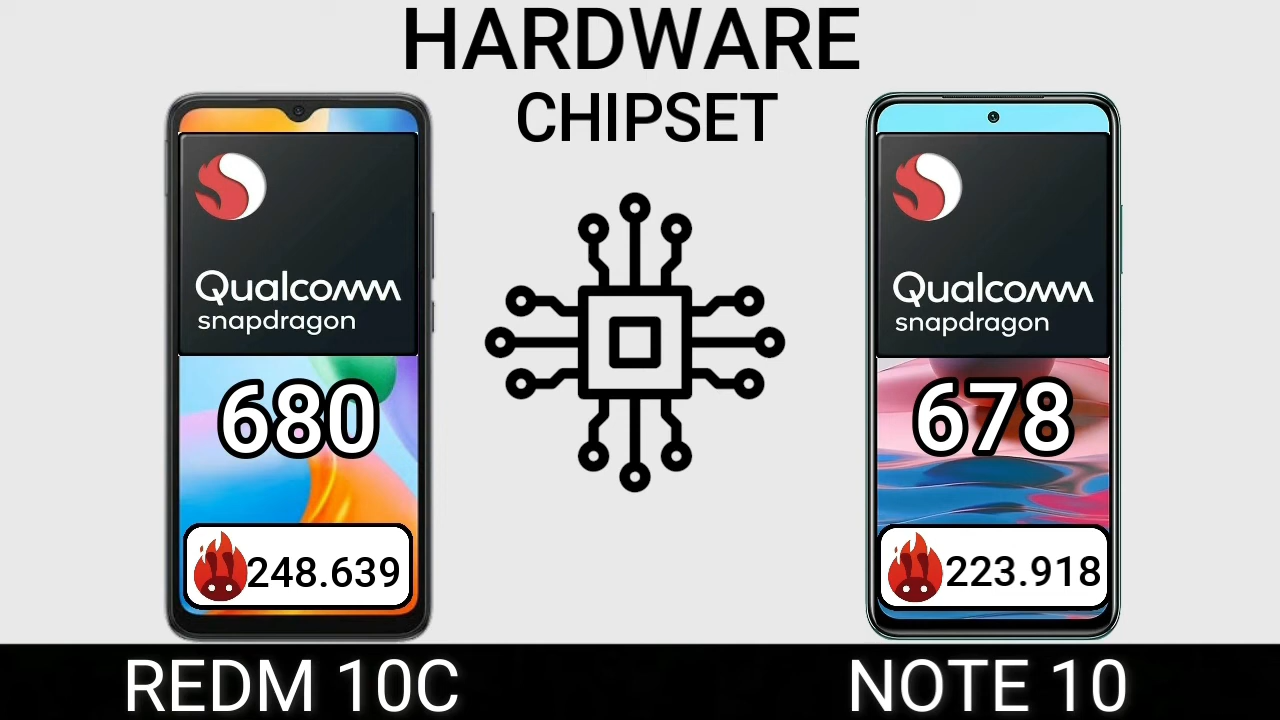 HARDWARE
CHIPSET
Qualcomm
snapdragon
680
248.639
REDM 10C
Qualcomm
snapdragon
678
223.918
NOTE 10